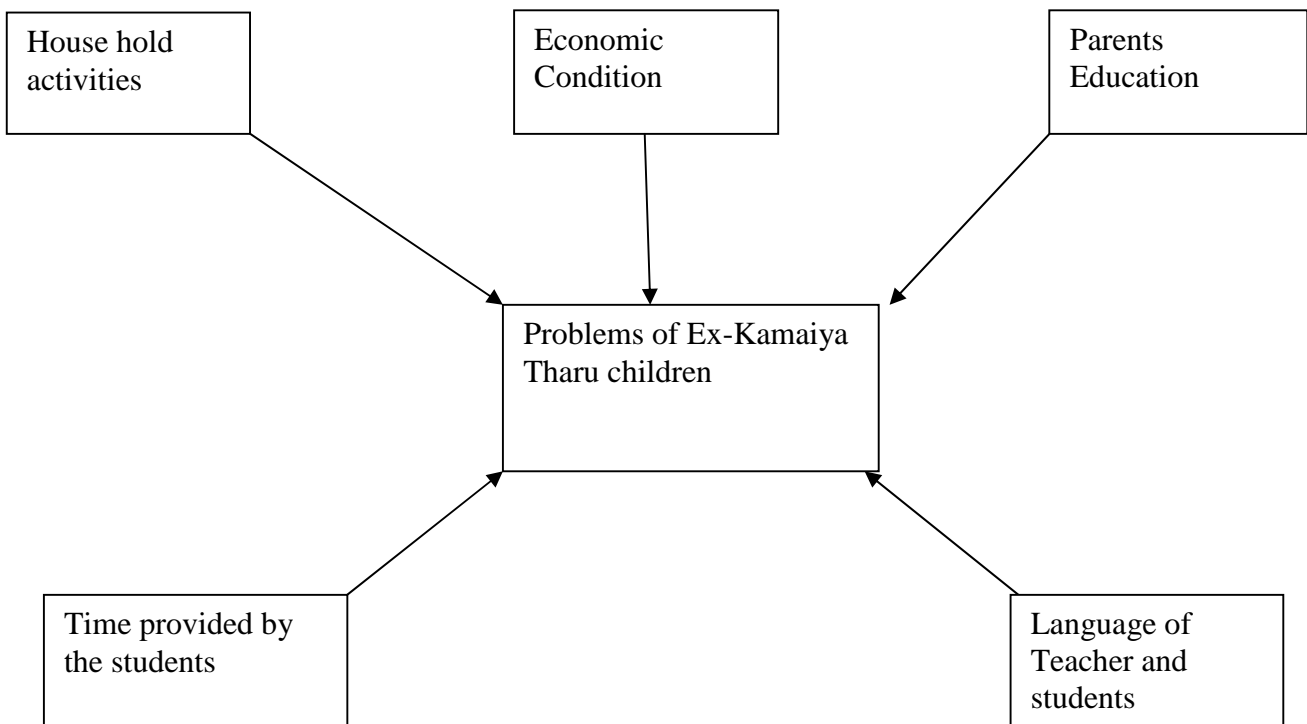 House hold
activities
Economic
Condition
Parents
Education
Problems of Ex-Kamaiya
Tharu children
Time provided by
the students
Language of
Teacher and
students